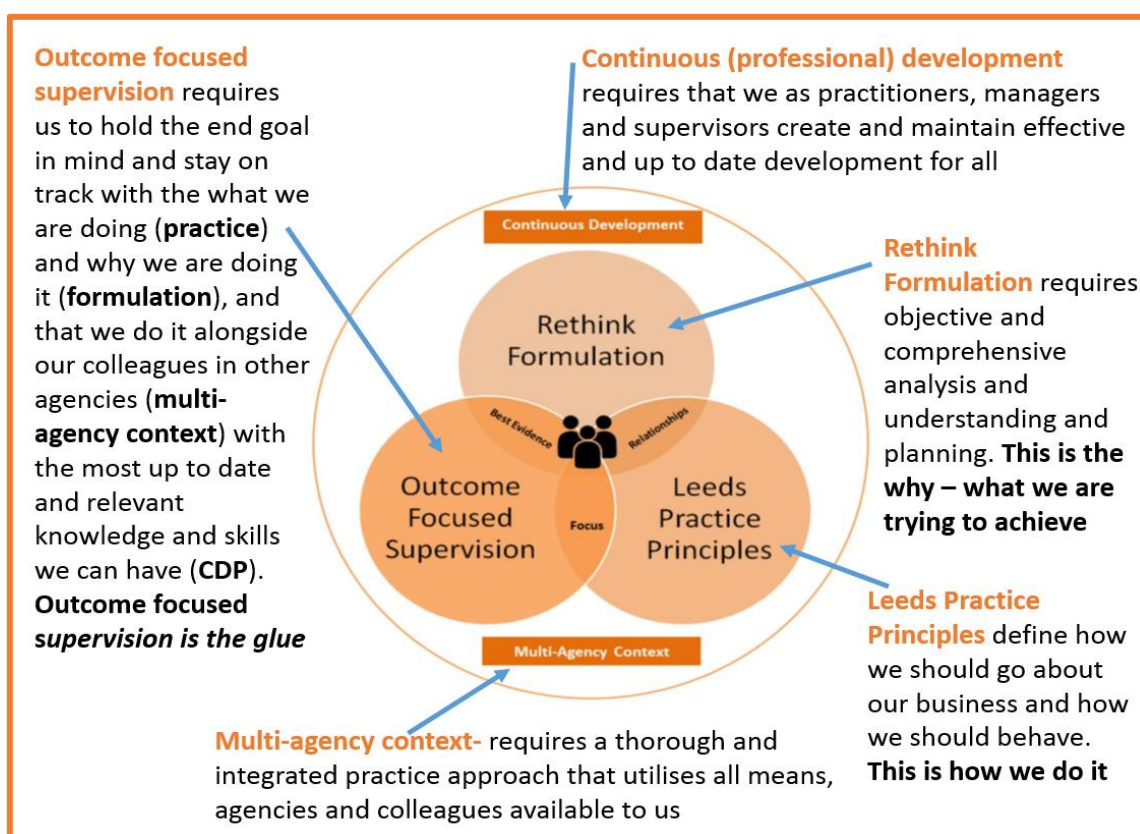 Outcome focused
supervision requires
us to hold the end goal
in mind and stay on
track with the what we
are doing (practice)
and why we are doing
it (formulation), and
that we do it alongside
our colleagues in other
agencies (multi-
agency context) with
the most up to date
and relevant
knowledge and skills
we can have (CDP).
Outcome focused
supervision is the glue
Continuous (professional) development
requires that we as practitioners, managers
and supervisors create and maintain effective
and up to date development for all
Continuous Development
Rethink
Formulation
Best Evidence
Relationships
Outcome
Focused
Supervision
Focus
Leeds
Practice
Principles
Multi-Agency Context
Rethink
Formulation requires
objective and
comprehensive
analysis and
understanding and
planning. This is the
why – what we are
trying to achieve
Leeds Practice
Principles define how
we should go about
our business and how
we should behave.
This is how we do it
Multi-agency context- requires a thorough and
integrated practice approach that utilises all means,
agencies and colleagues available to us